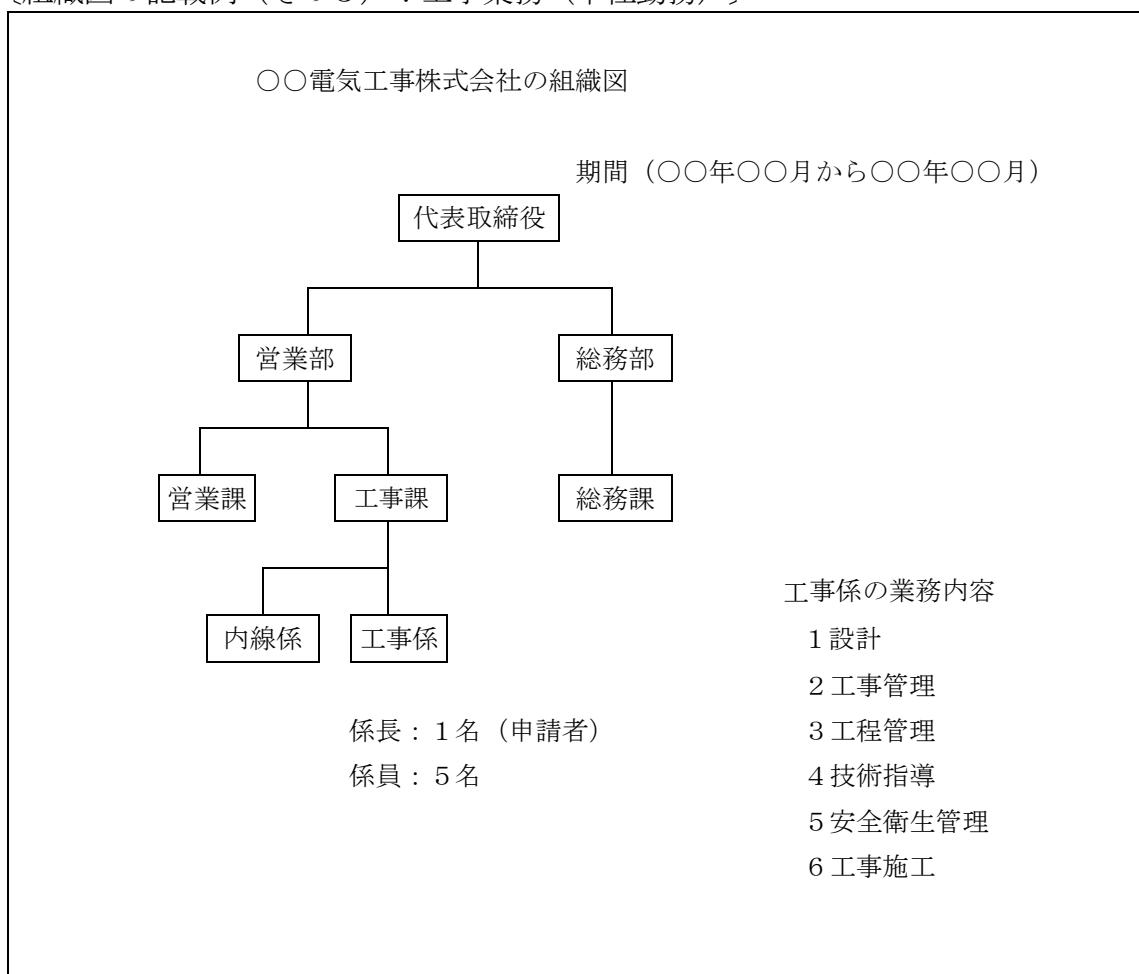 ○○電気工事株式会社の組織図
期間(○○年○○月から○○年○○月)
代表取締役
営業部
総務部
営業課
工事課
総務課
内線係
工事係
係長:1名(申請者)
係員:5名
工事係の業務内容
1設計
2工事管理
3工程管理
4技術指導
5安全衛生管理
6工事施工